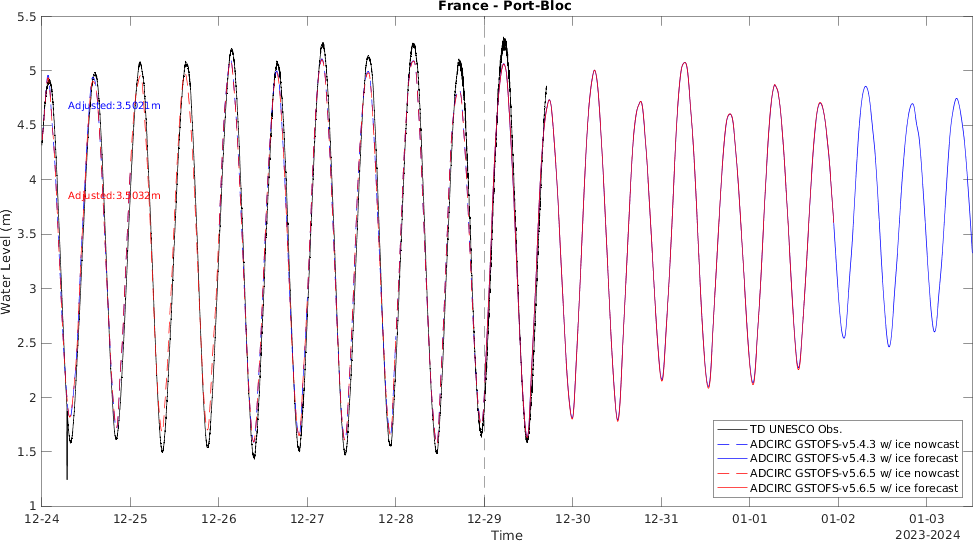 France - Port-Bloc
5.5
5
4.5
4
3.5
3
2.5
2
1.5
1
Water Level (m)
Adjusted:3.5021m
Adjusted:3.5032m
TD UNESCO Obs.
ADCIRC GSTOFS-v5.4.3 w/ ice nowcast
ADCIRC GSTOFS-v5.4.3 w/ ice forecast
ADCIRC GSTOFS-v5.6.5 w/ ice nowcast
ADCIRC GSTOFS-v5.6.5 w/ ice forecast
12-24 12-25 12-26 12-27 12-28 12-29 12-30 12-31 01-01 01-02 01-03
Time
2023-2024